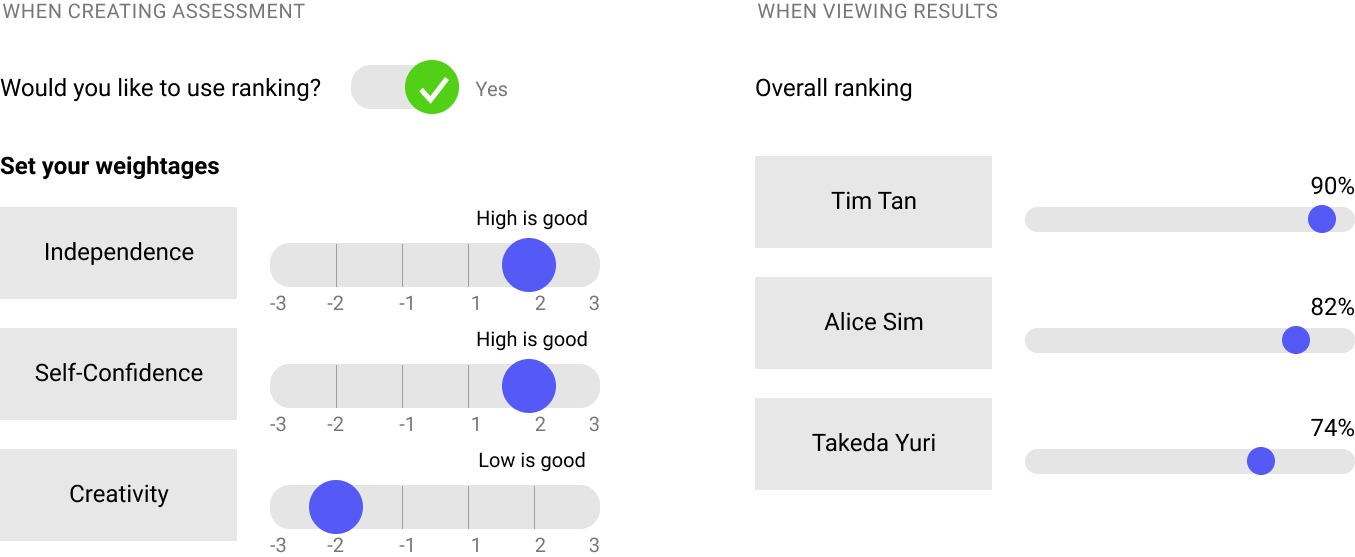 WHEN CREATING ASSESSMENT
Would you like to use ranking? Yes
Set your weightages
Independence
High is good
-3 -2 -1 1 2 3
Self-Confidence
High is good
-3 -2 -1 1 2 3
Creativity
Low is good
-3 -2 -1 1 2 3
WHEN VIEWING RESULTS
Overall ranking
Tim Tan
90%
Alice Sim
82%
Takeda Yuri
74%